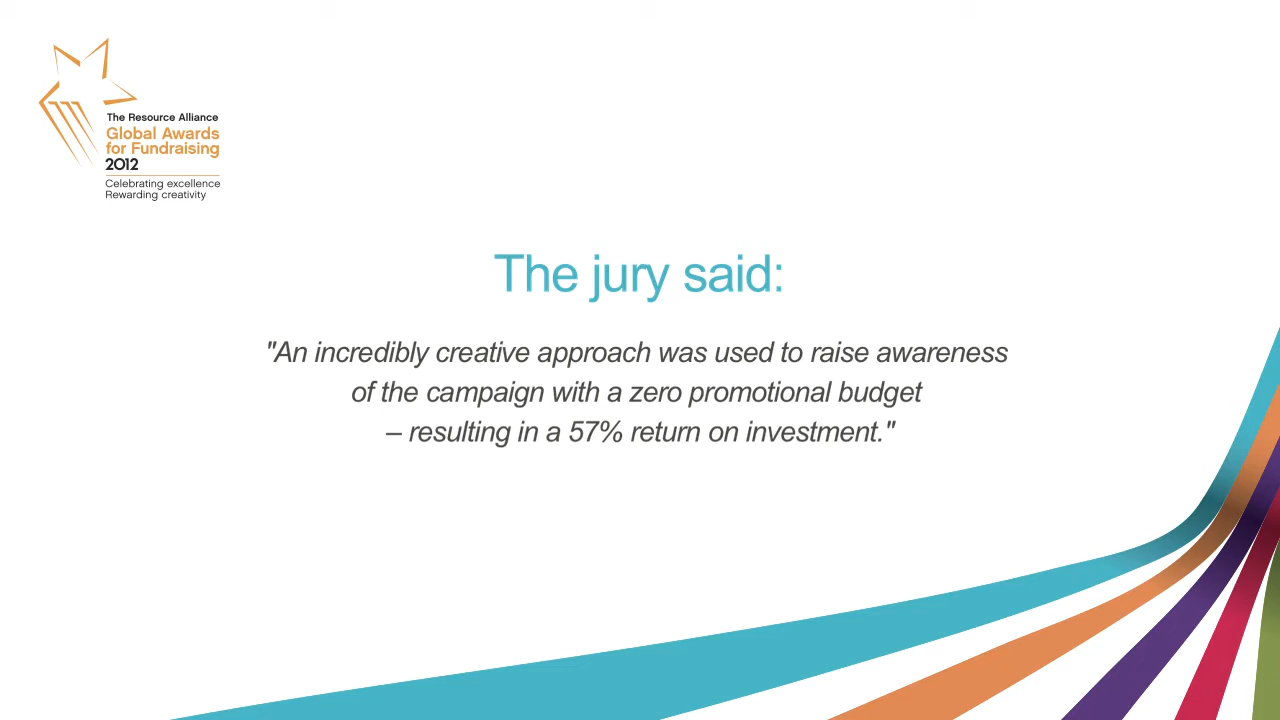 The Resource Alliance
Global Awards
for Fundraising
2012
Celebrating excellence
Rewarding creativity
The jury said:
"An incredibly creative approach was used to raise awareness
of the campaign with a zero promotional budget
– resulting in a 57% return on investment."